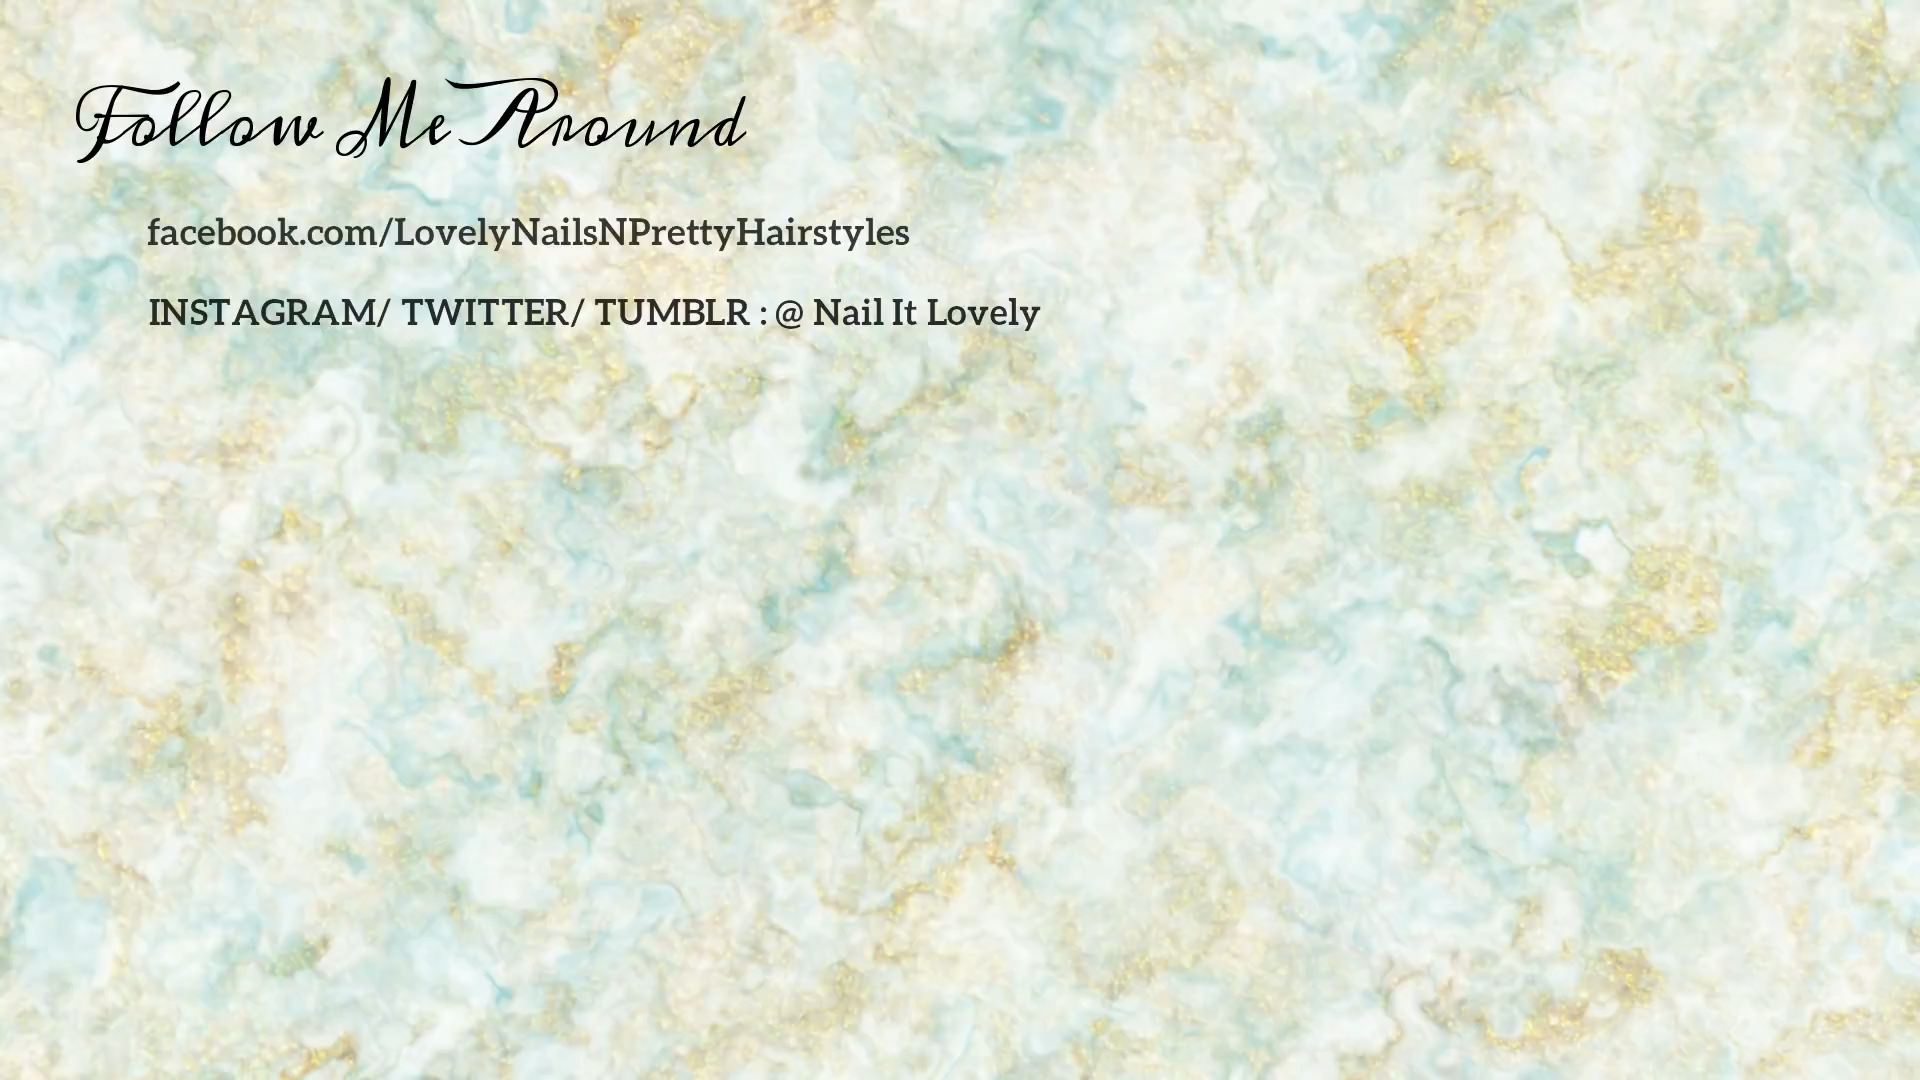 Follow Me Around
facebook.com/LovelyNailsNPrettyHairstyles
INSTAGRAM/ TWITTER/ TUMBLR : @ Nail It Lovely